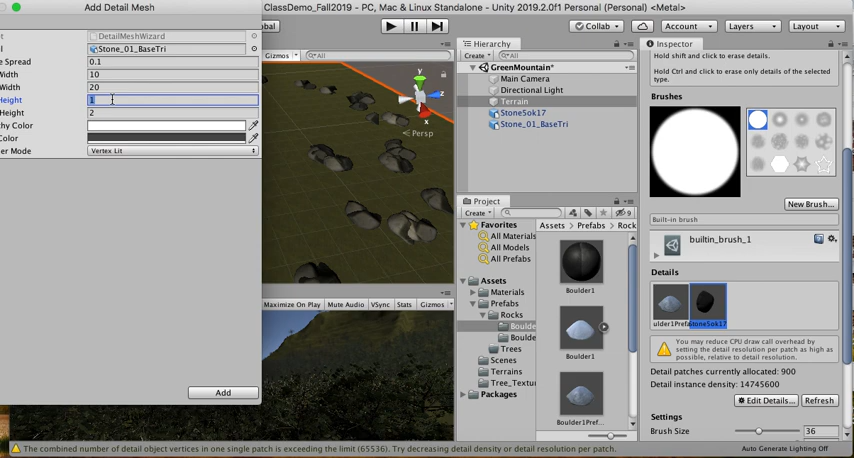 Add Detail Mesh
ClassDemo_Fall2019 - PC, Mac & Linux Standalone - Unity 2019.2.0f1 Personal (Personal) <Metal>
Collab
Account
Layers
Layout
DetailMeshWizard
Stone_01_BaseTri
Spread 0.1
Width 10
Width 20
Height 1
Height 2
Color
Color
Mode Vertex Lit
Add
Gizmos
All
Persp
Maximize On Play Mute Audio VSync Stats Gizmos
Hierarchy
Create All
GreenMountain*
Main Camera
Directional Light
Terrain
StoneSok17
Stone_01_BaseTri
Project
Create
9
Favorites
All Materials
All Models
All Prefabs
Assets
Materials
Prefabs
Rocks
Boulde
Boulde
Trees
Scenes
Terrains
Tree_Textu
Packages
Assets > Prefabs > Rock
Boulder1
Boulder1
Boulder1Pref...
Inspector
Hold shift and click to erase details.
Hold Ctrl and click to erase only details of the selected
type.
Brushes
New Brush...
Built-in brush
builtin_brush_1
Details
ulder1Prefa
StoneSok17
You may reduce CPU draw call overhead by
setting the detail resolution per patch as high as
possible, relative to detail resolution.
Detail patches currently allocated: 900
Detail instance density: 14745600
Edit Details...
Refresh
Settings
Brush Size 36
The combined number of detail object vertices in one single patch is exceeding the limit (65536). Try decreasing detail density or detail resolution per patch.
Auto Generate Lighting Off